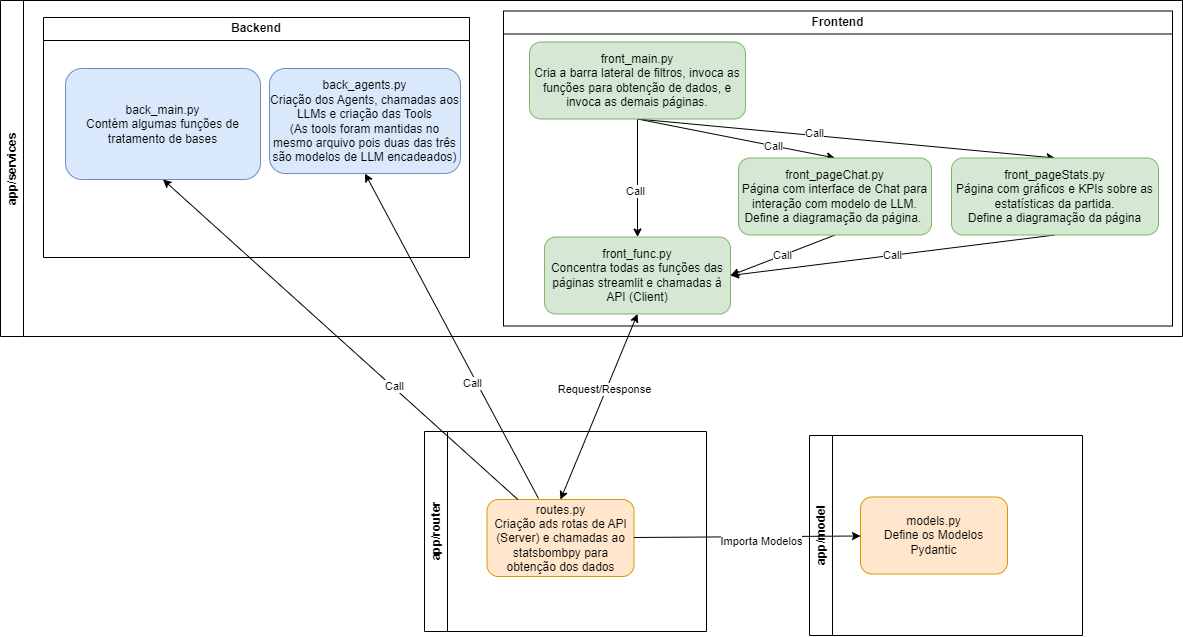 app/services
Backend
back_main.py
Contém algumas funções de
tratamento de bases
back_agents.py
Criação dos Agents, chamadas aos
LLMs e criação das Tools
(As tools foram mantidas no
mesmo arquivo pois duas das três
são modelos de LLM encadeados)
Frontend
front_main.py
Cria a barra lateral de filtros, invoca as
funções para obtenção de dados, e
invoca as demais páginas.
Call
Call
Call
front_pageChat.py
Página com interface de Chat para
interação com modelo de LLM.
Define a diagramação da página.
front_pageStats.py
Página com gráficos e KPIs sobre as
estatísticas da partida.
Define a diagramação da página
Call
Call
front_func.py
Concentra todas as funções das
páginas streamlit e chamadas à
API (Client)
Call
Call
Request/Response
app/router
routes.py
Criação ads rotas de API
(Server) e chamadas ao
statsbombpy para
obtenção dos dados
Importa Modelos
app/model
models.py
Define os Modelos
Pydantic